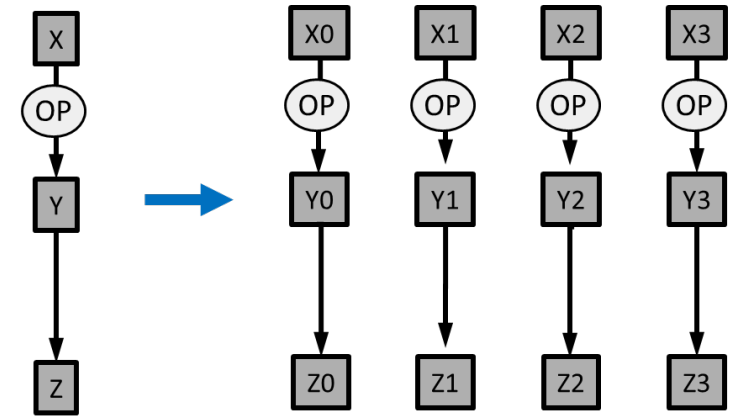 X X0 X1 X2 X3
OP OP OP OP OP
Y Y0 Y1 Y2 Y3
Z Z0 Z1 Z2 Z3